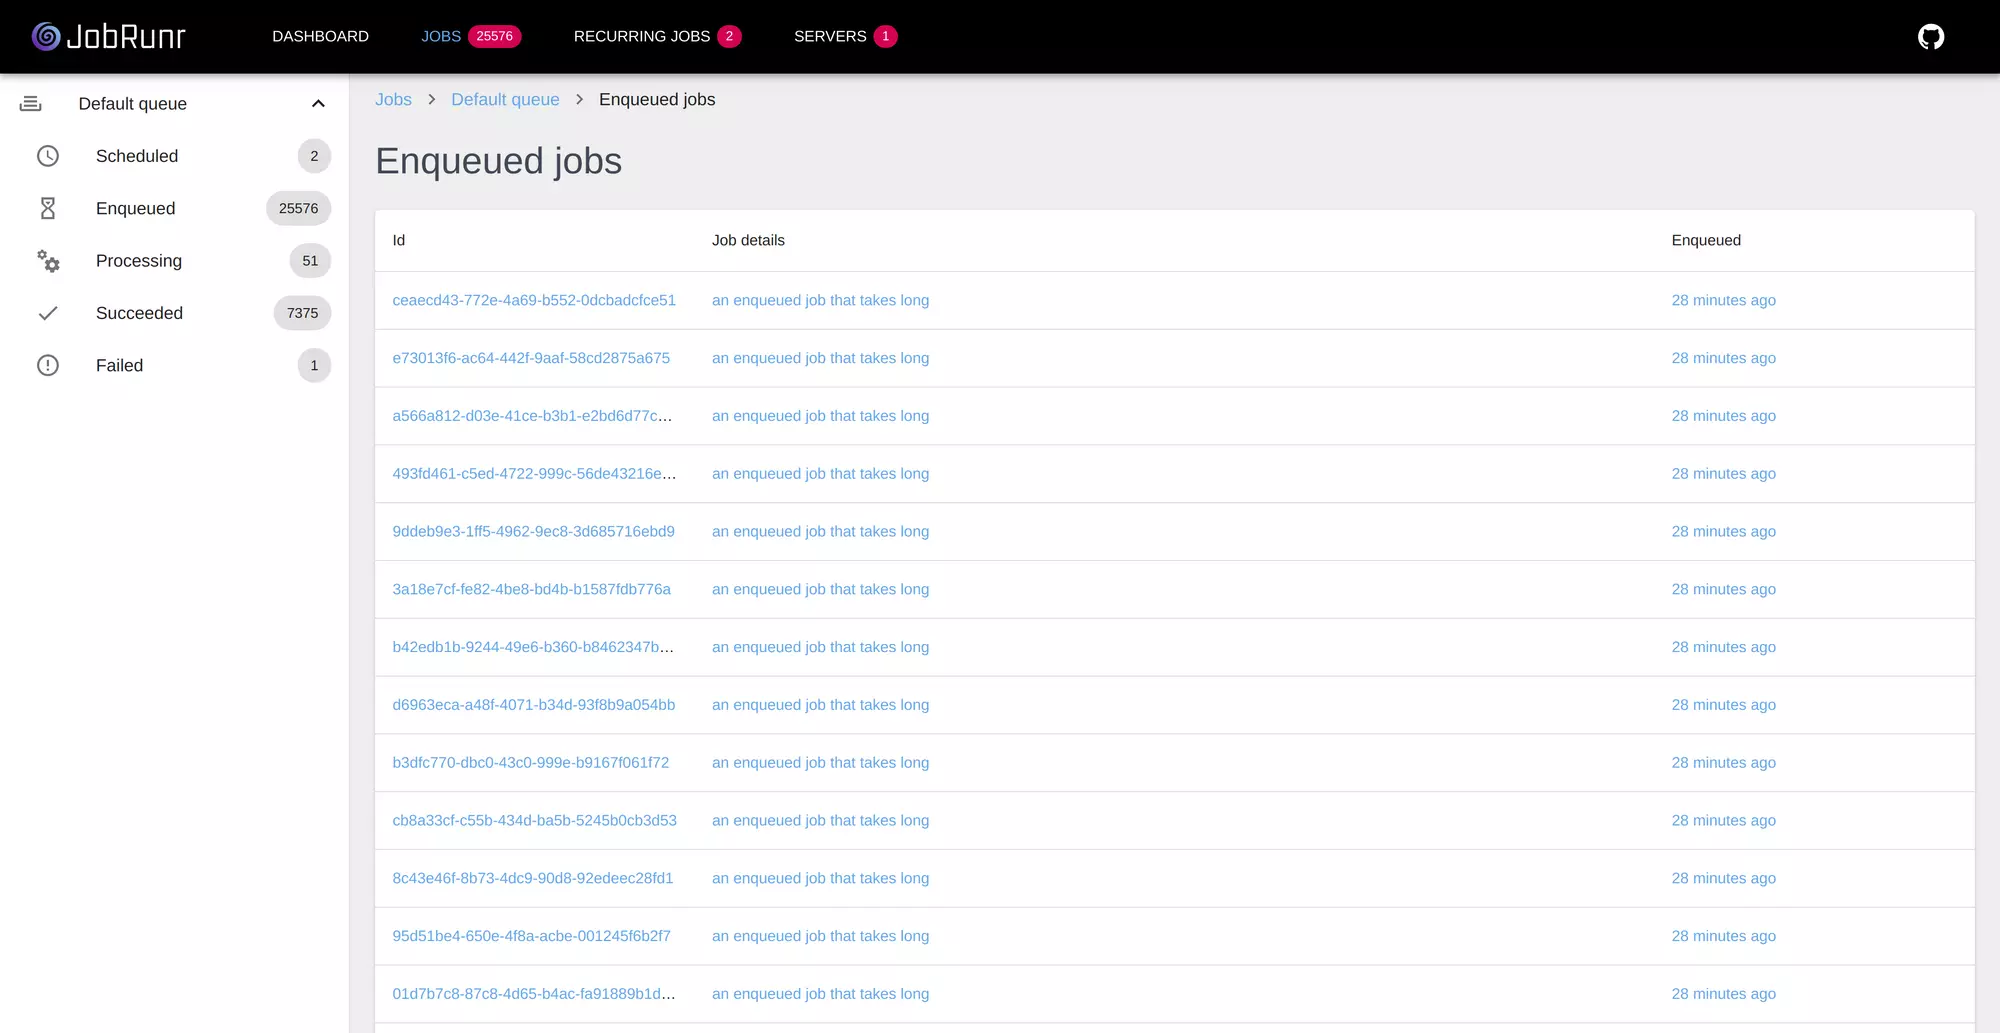 JobRunr DASHBOARD JOBS 25576 RECURRING JOBS 2 SERVERS 1
Default queue
Scheduled 2
Enqueued 25576
Processing 51
Succeeded 7375
Failed 1
Jobs > Default queue > Enqueued jobs
Enqueued jobs
Id Job details Enqueued
ceaecd43-772e-4a69-b552-0dcbadcfce51 an enqueued job that takes long 28 minutes ago
e73013f6-ac64-442f-9aaf-58cd2875a675 an enqueued job that takes long 28 minutes ago
a566a812-d03e-41ce-b3b1-e2bd6d77c... an enqueued job that takes long 28 minutes ago
493fd461-c5ed-4722-999c-56de43216e... an enqueued job that takes long 28 minutes ago
9ddeb9e3-1ff5-4962-9ec8-3d685716ebd9 an enqueued job that takes long 28 minutes ago
3a18e7cf-fe82-4be8-bd4b-b1587fdb776a an enqueued job that takes long 28 minutes ago
b42edb1b-9244-49e6-b360-b8462347b... an enqueued job that takes long 28 minutes ago
d6963eca-a48f-4071-b34d-93f8b9a054bb an enqueued job that takes long 28 minutes ago
b3dfc770-dbc0-43c0-999e-b9167f061f72 an enqueued job that takes long 28 minutes ago
cb8a33cf-c55b-434d-ba5b-5245b0cb3d53 an enqueued job that takes long 28 minutes ago
8c43e46f-8b73-4dc9-90d8-92edeec28fd1 an enqueued job that takes long 28 minutes ago
95d51be4-650e-4f8a-acbe-001245f6b2f7 an enqueued job that takes long 28 minutes ago
01d7b7c8-87c8-4d65-b4ac-fa91889b1d... an enqueued job that takes long 28 minutes ago